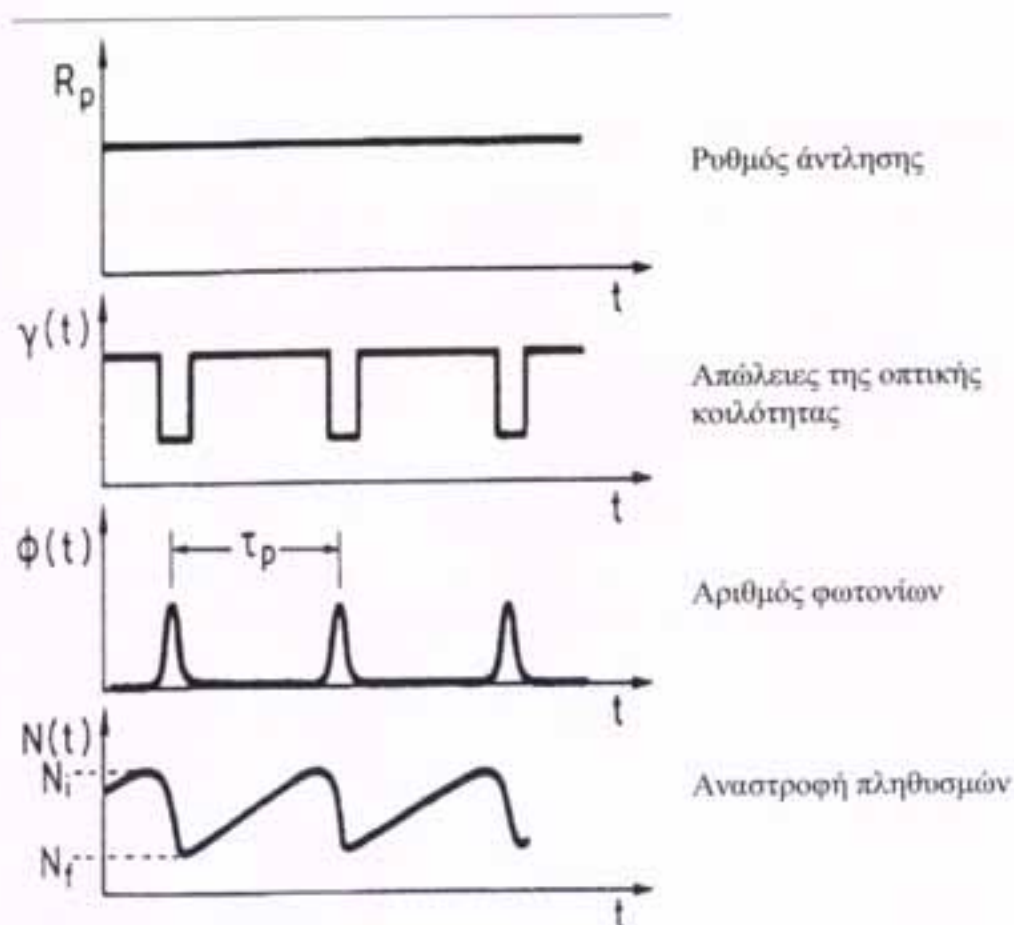 R_p
t
Ρυθμός άντλησης
γ(t)
t
Απώλειες της οπτικής
κοιλότητας
ϕ(t)
τ_p
t
Αριθμός φωτονίων
N(t)
N_i
N_f
t
Αναστροφή πληθυσμών